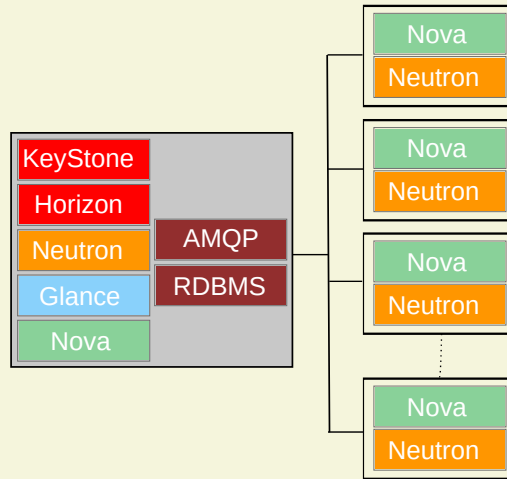 KeyStone
Horizon
Neutron
Glance
Nova
AMQP
RDBMS
Nova
Neutron
Nova
Neutron
Nova
Neutron
Nova
Neutron